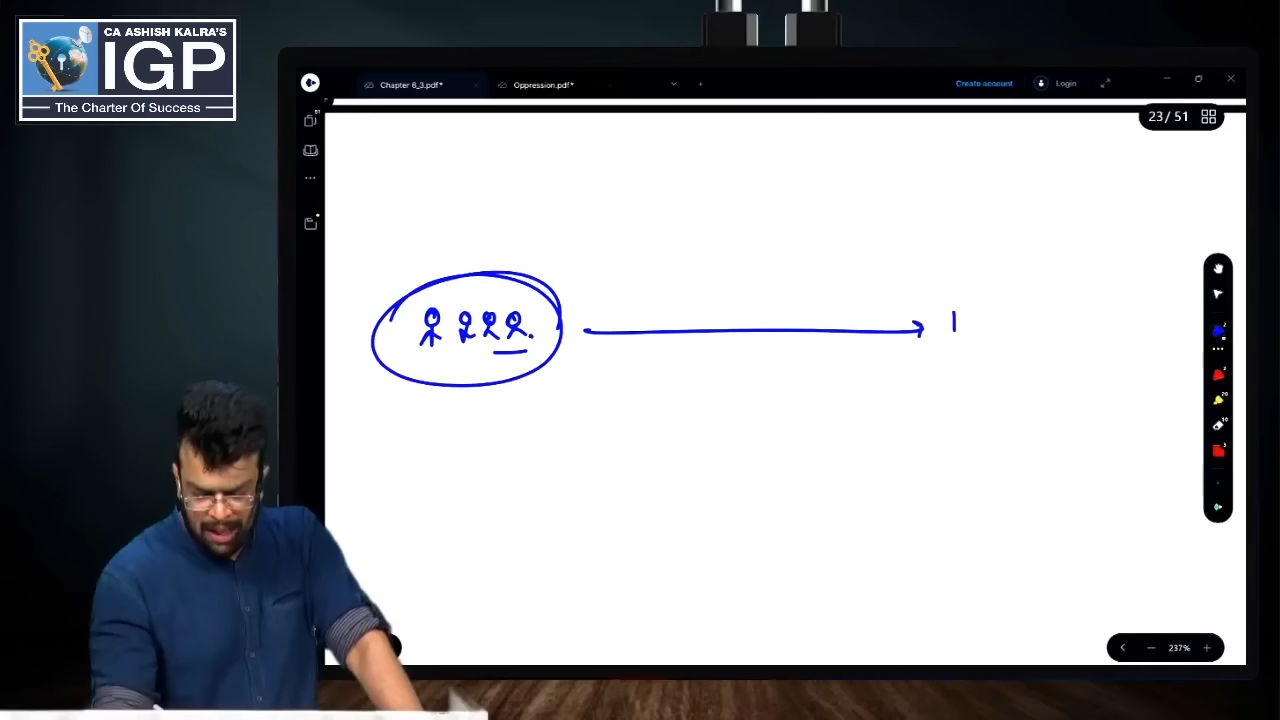 CA ASHISH KALRA'S
IGP
The Charter Of Success
Chapter 6_3.pdf*
Oppression.pdf*
Create account
Login
23/ 51
237%